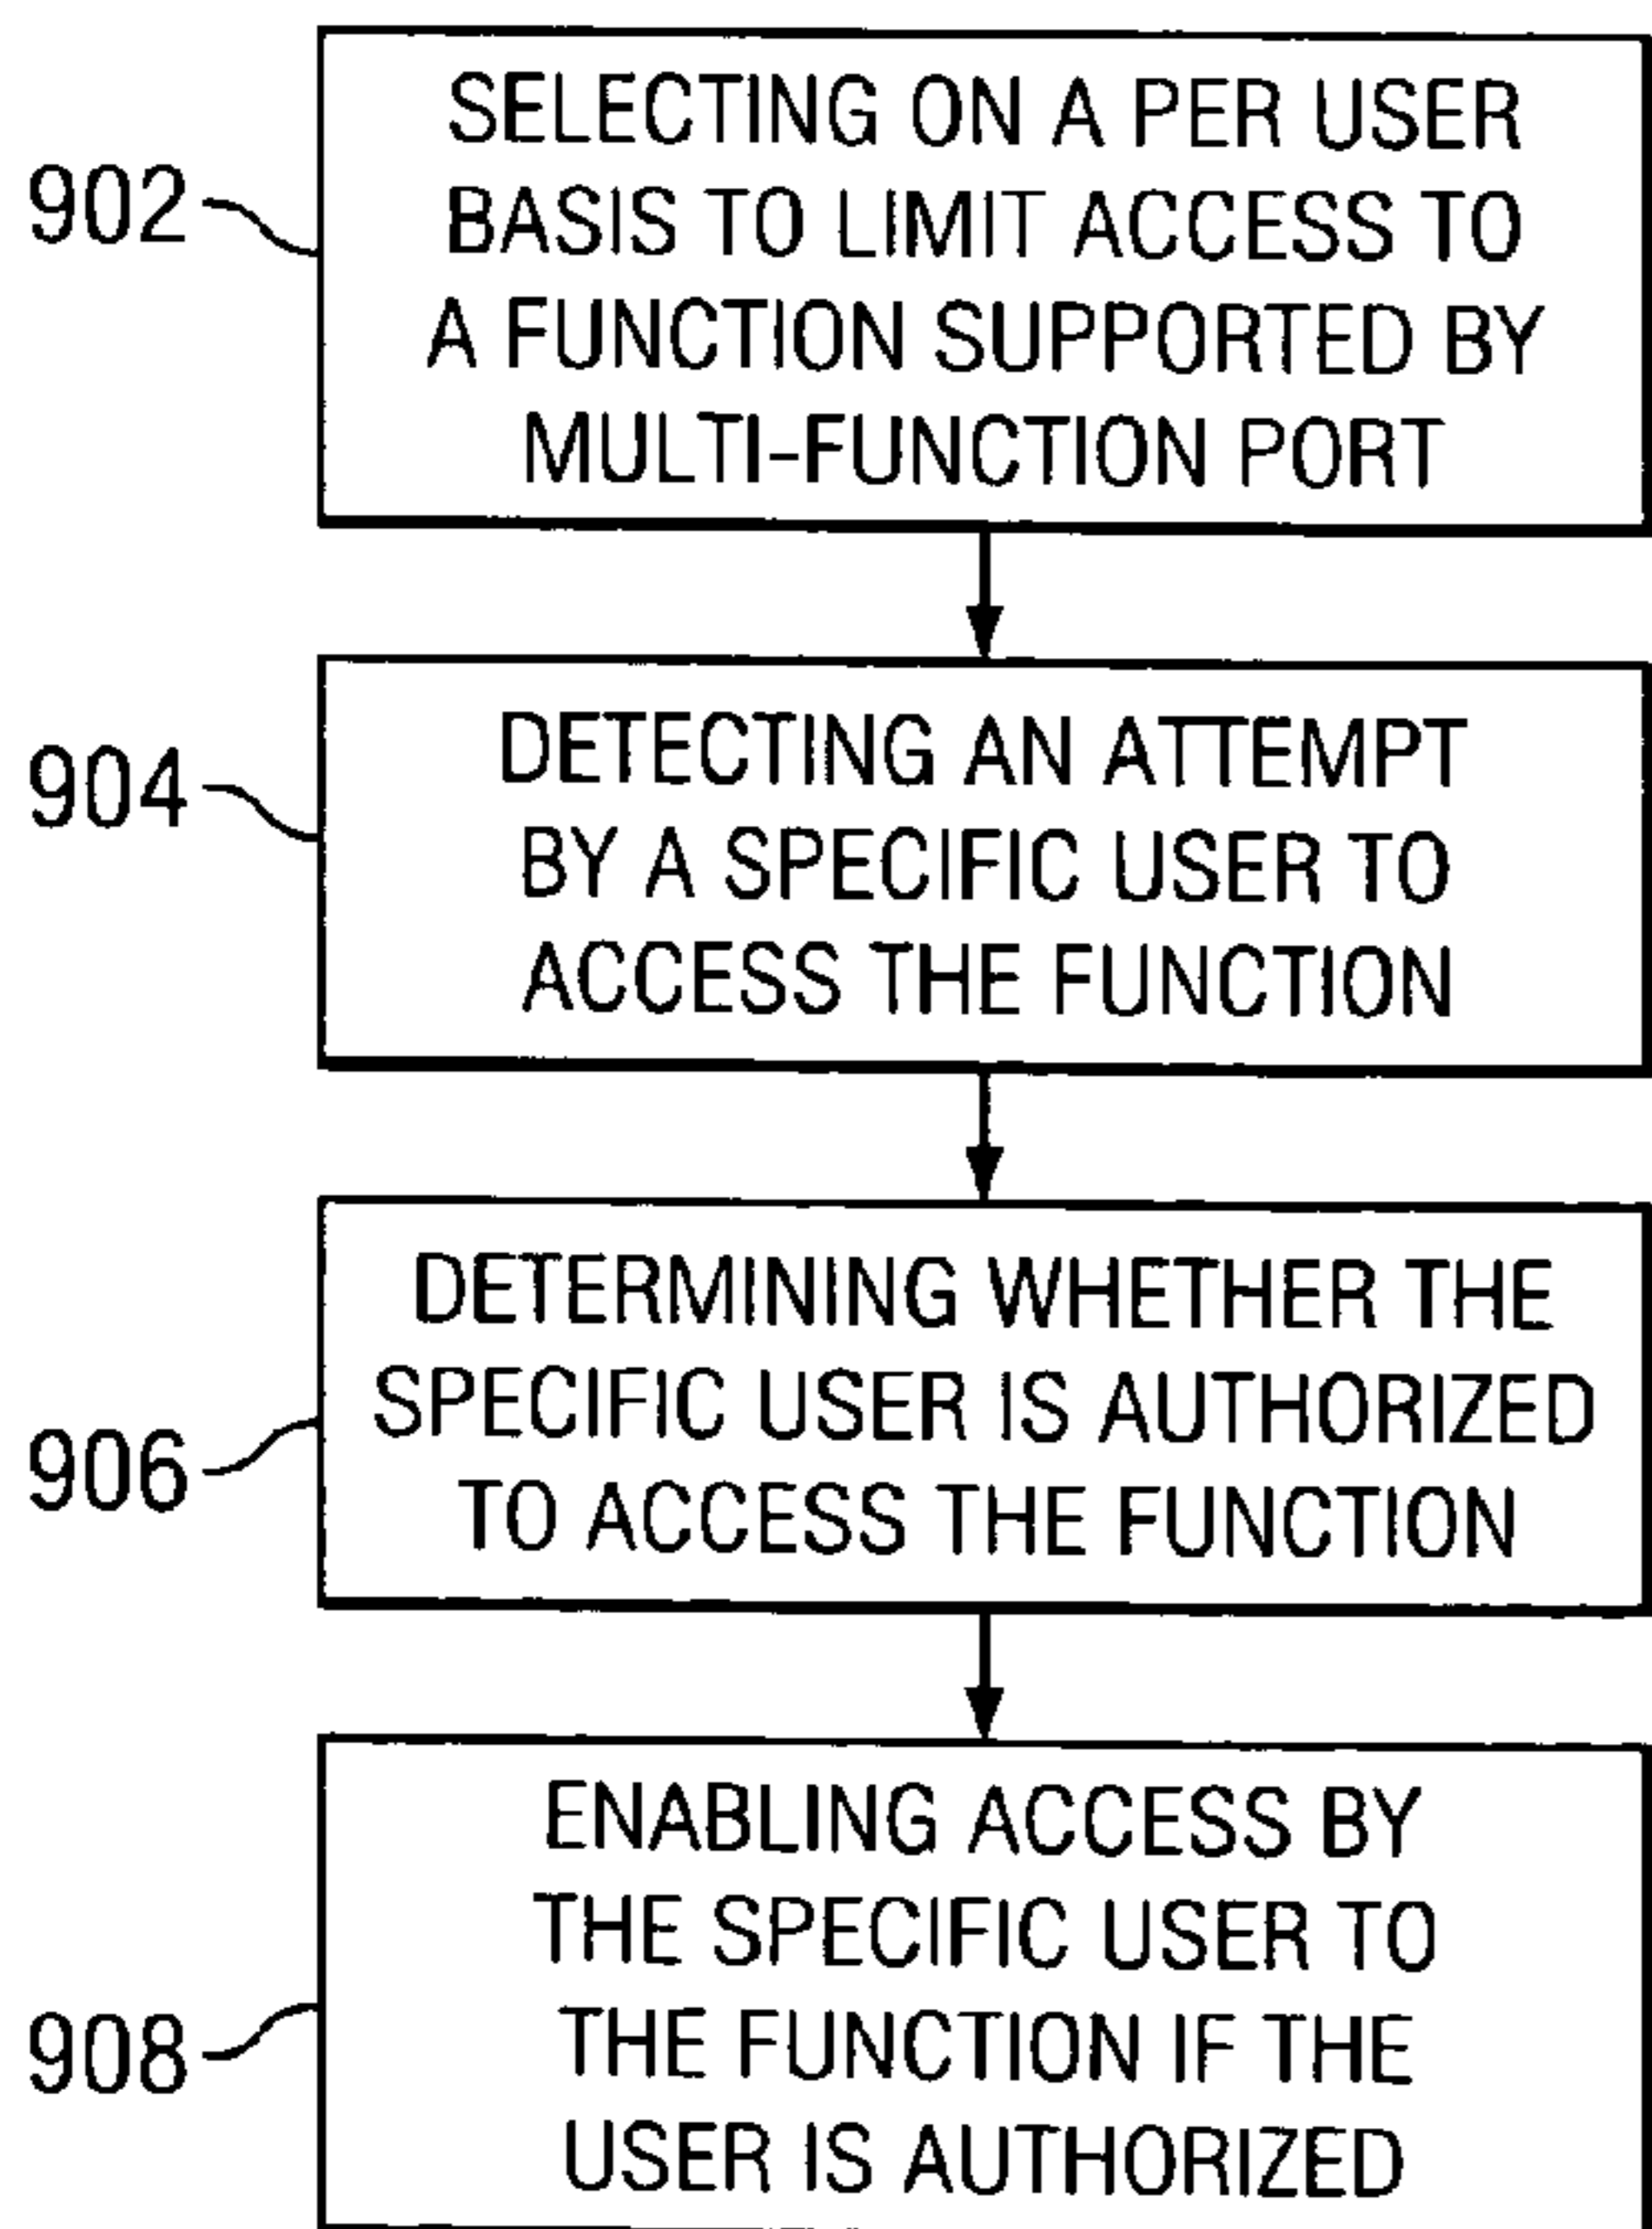 902
SELECTING ON A PER USER
BASIS TO LIMIT ACCESS TO
A FUNCTION SUPPORTED BY
MULTI-FUNCTION PORT
904
DETECTING AN ATTEMPT
BY A SPECIFIC USER TO
ACCESS THE FUNCTION
906
DETERMINING WHETHER THE
SPECIFIC USER IS AUTHORIZED
TO ACCESS THE FUNCTION
908
ENABLING ACCESS BY
THE SPECIFIC USER TO
THE FUNCTION IF THE
USER IS AUTHORIZED